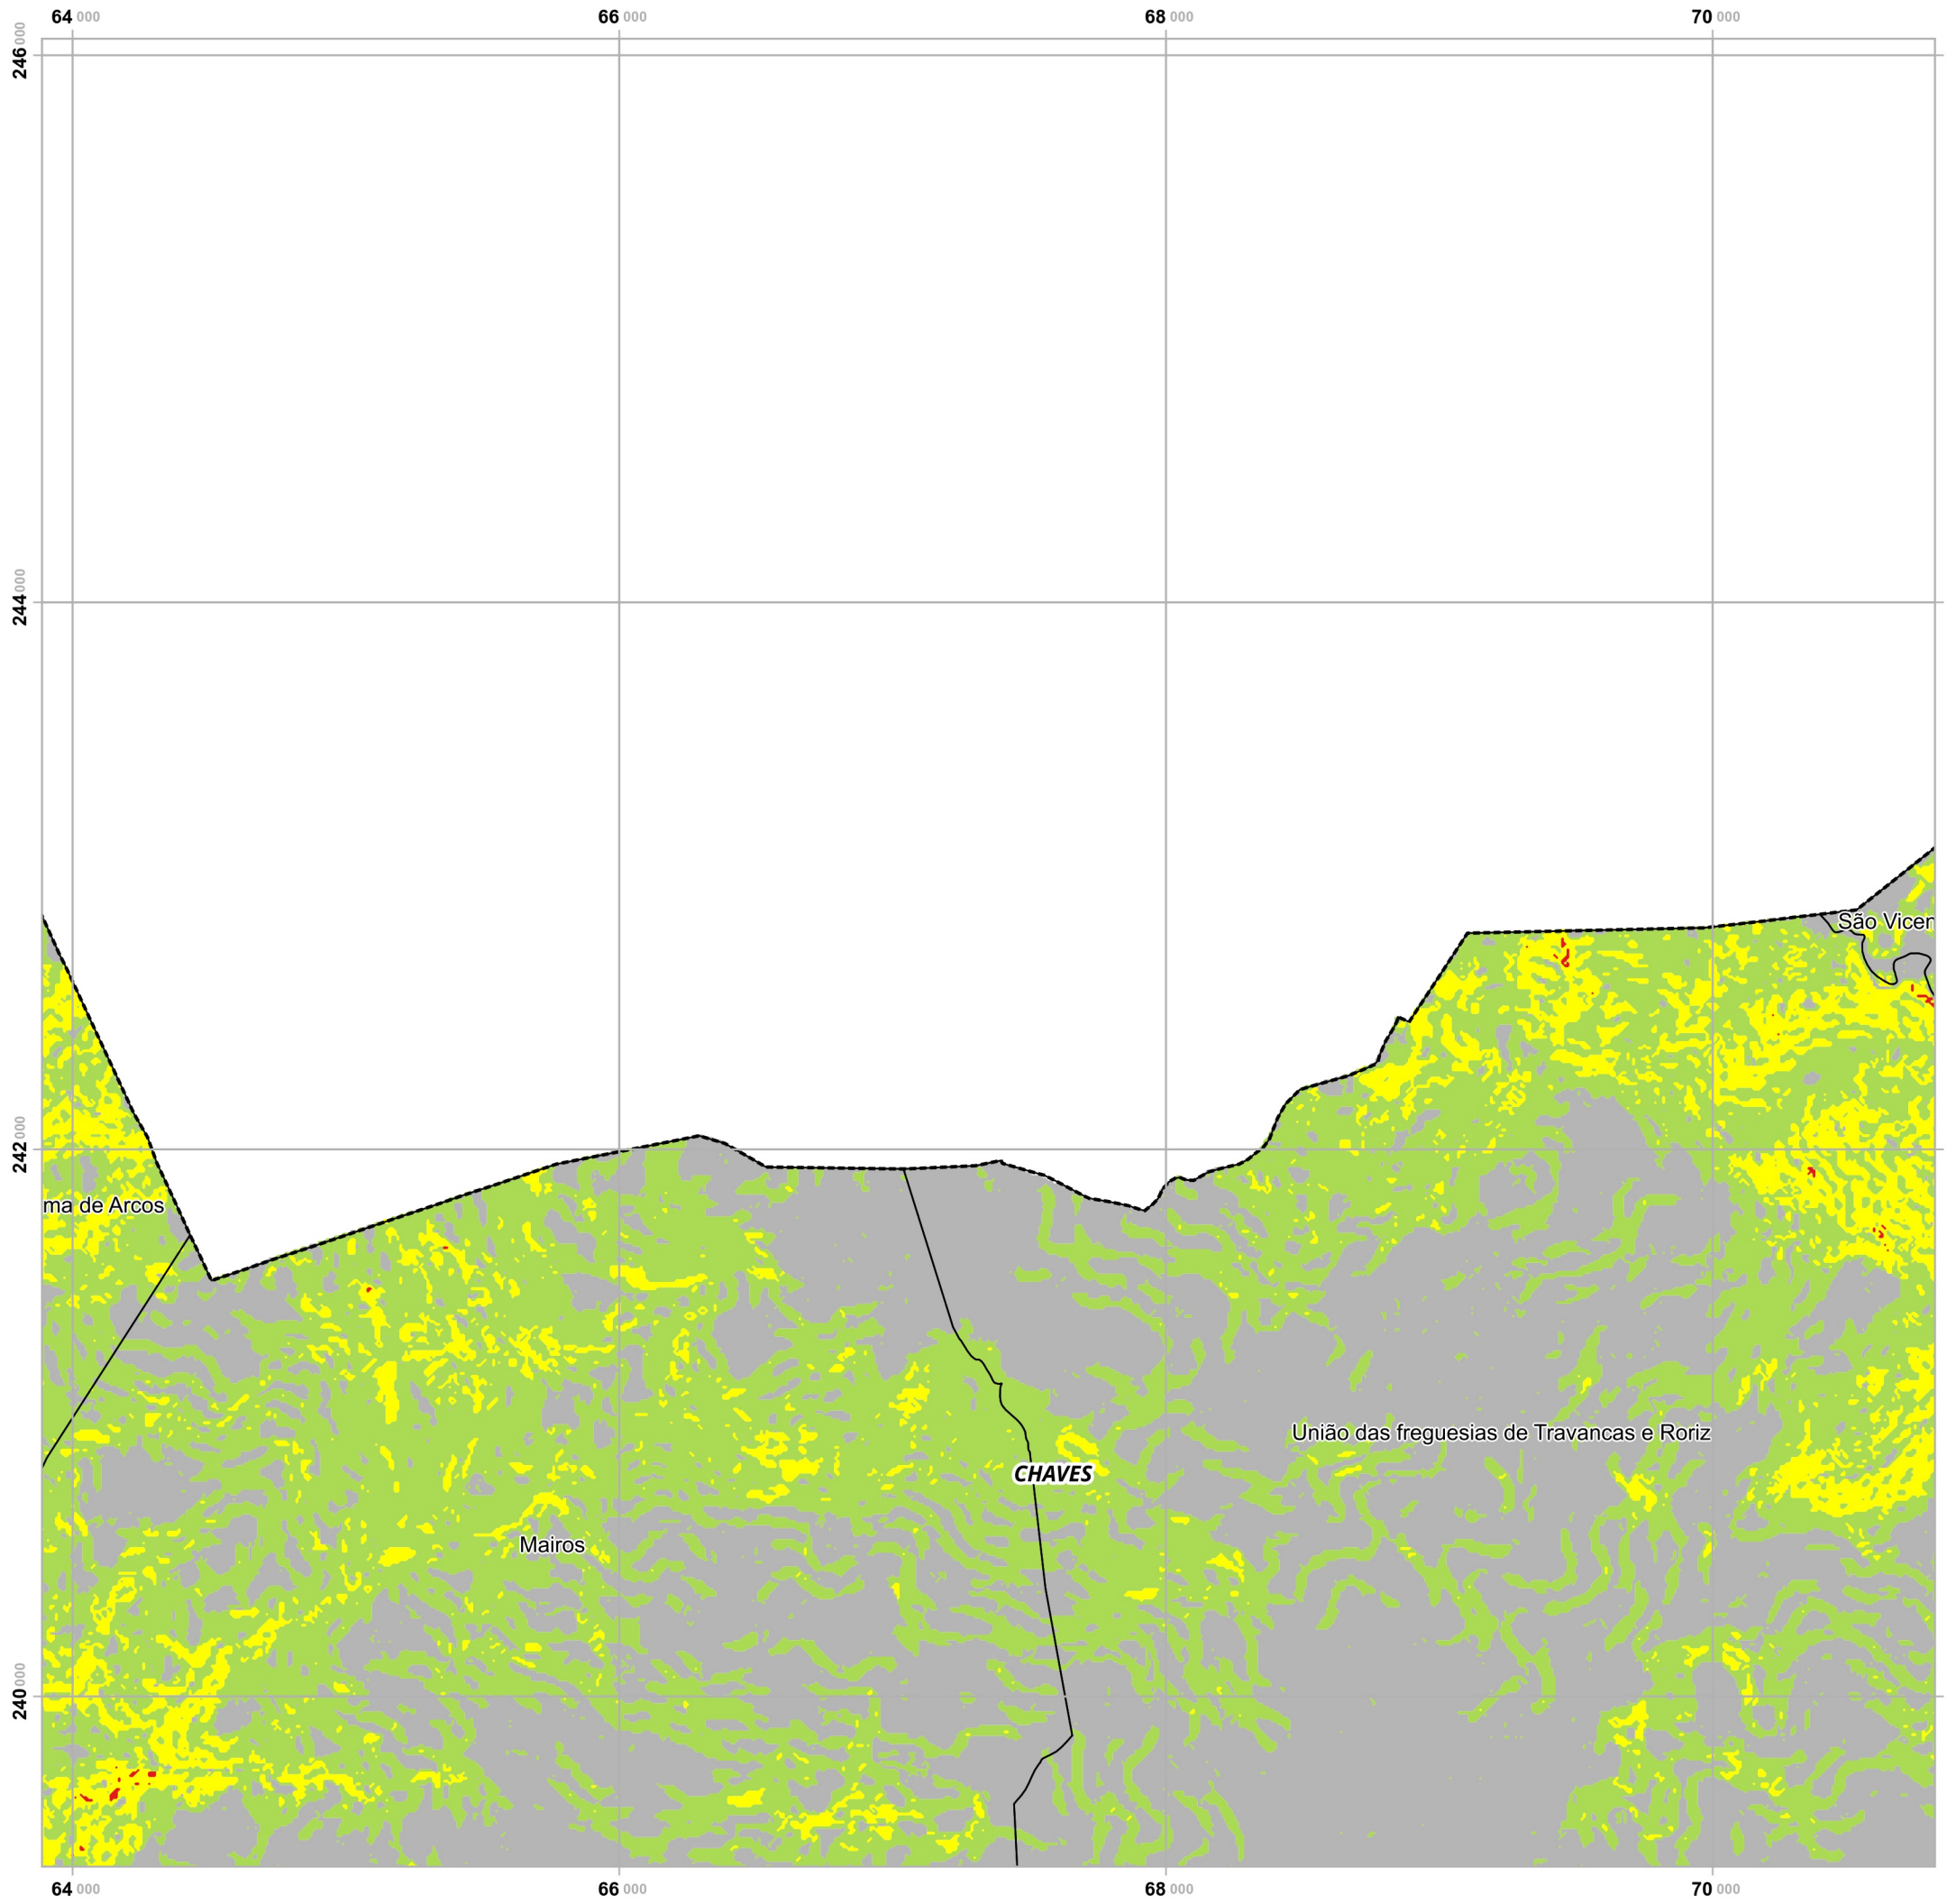 64 000 66 000 68 000 70 000
246 000
244 000
São Vicen
242 000
ma de Arcos
União das freguesias de Travancas e Roriz
CHAVES
Mairos
240 000
64 000 66 000 68 000 70 000